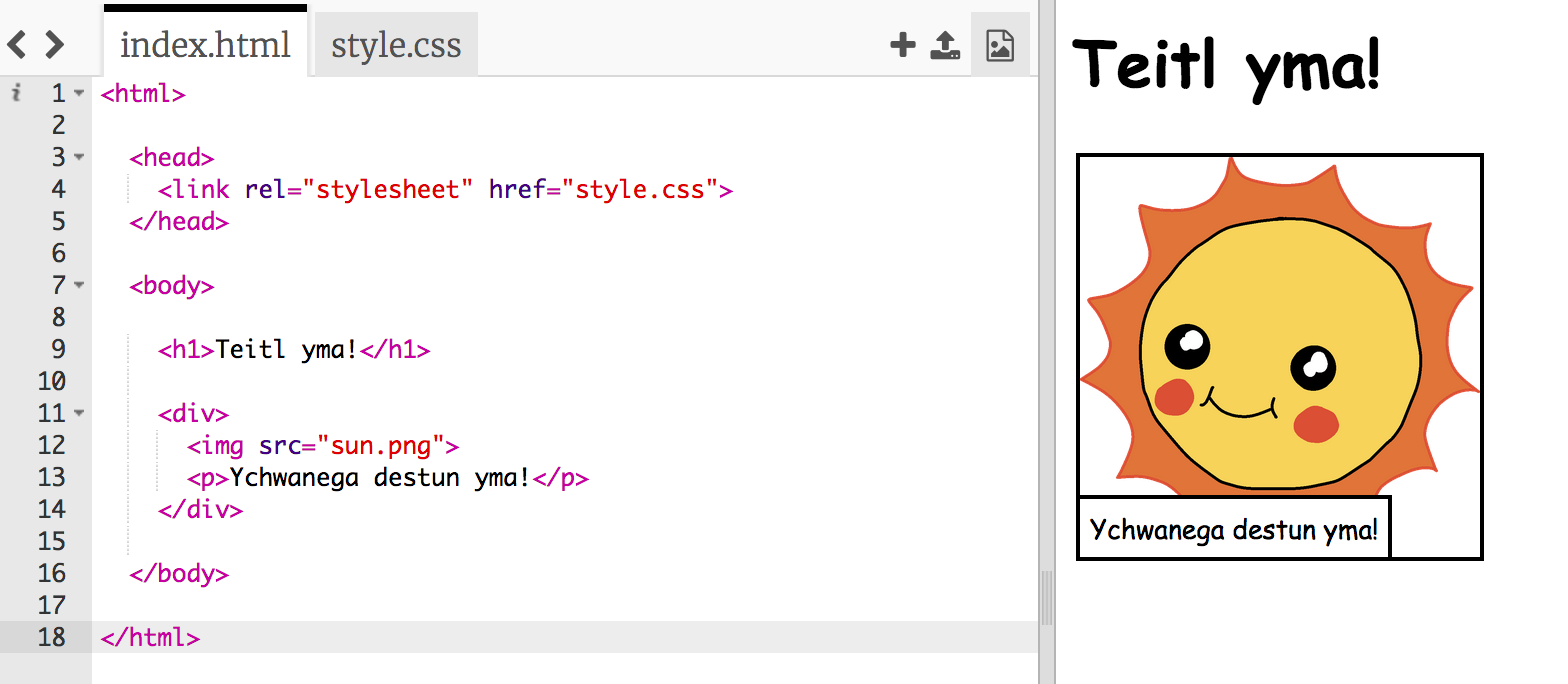 index.html style.css
i 1 <html>
2
3 <head>
4 <link rel="stylesheet" href="style.css">
5 </head>
6
7 <body>
8
9 <h1>Teitl yma!</h1>
10
11 <div>
12 <img src="sun.png">
13 <p>Ychwanega destun yma!</p>
14 </div>
15
16 </body>
17
18 </html>
Teitl yma!
Ychwanega destun yma!